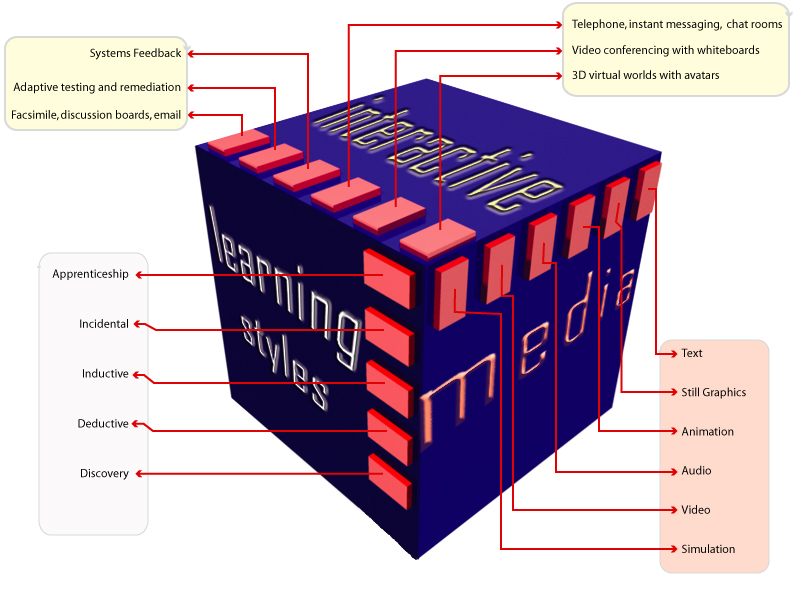 Systems Feedback
Adaptive testing and remediation
Facsimile, discussion boards, email
Telephone, instant messaging, chat rooms
Video conferencing with whiteboards
3D virtual worlds with avatars
interactive
learning
styles
media
Apprenticeship
Incidental
Inductive
Deductive
Discovery
Text
Still Graphics
Animation
Audio
Video
Simulation